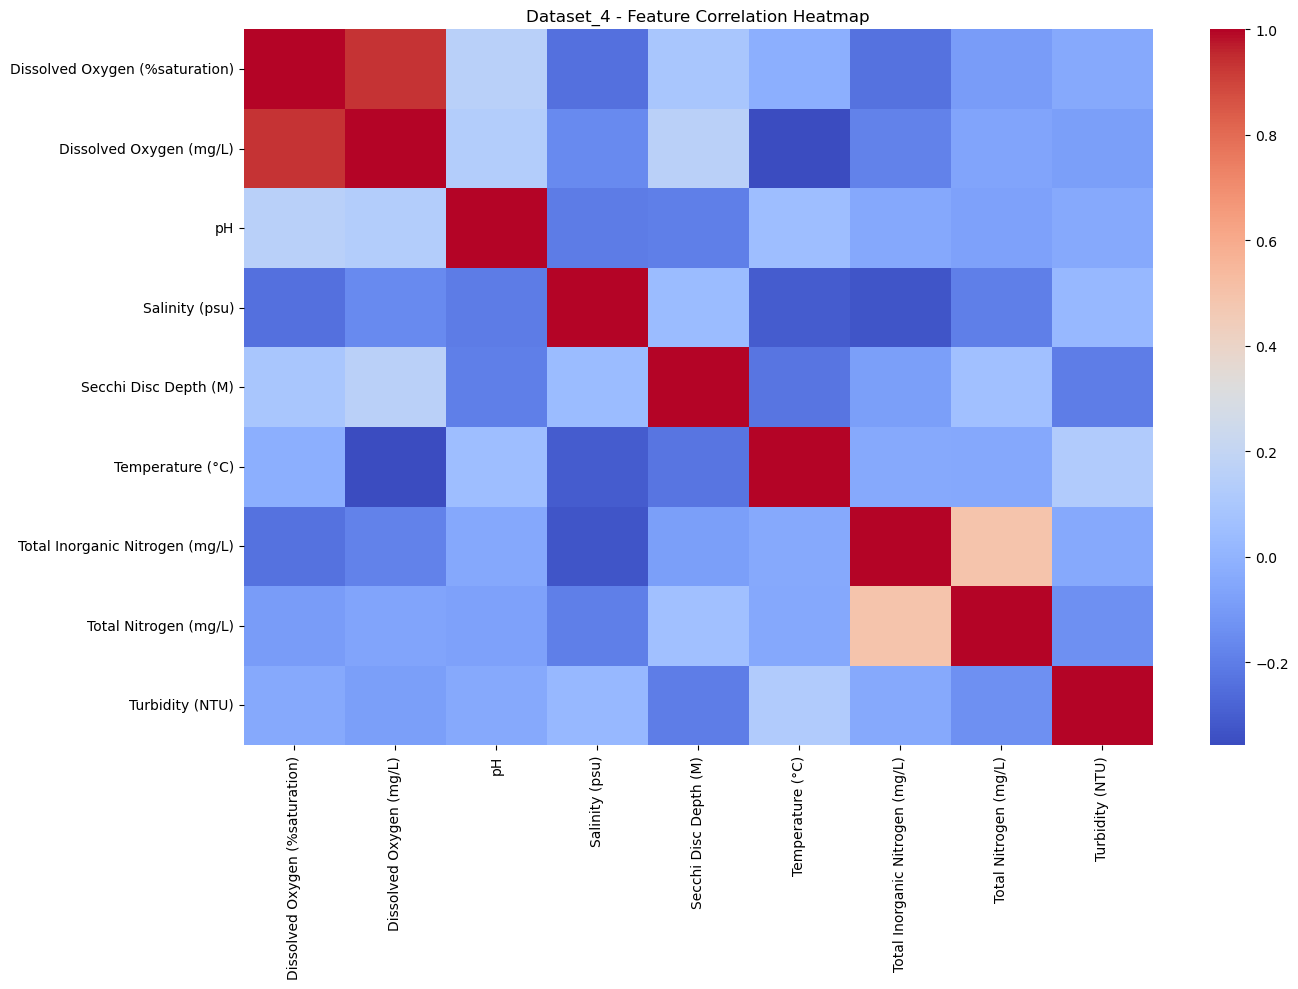 Dataset_4 - Feature Correlation Heatmap
Dissolved Oxygen (%saturation)
Dissolved Oxygen (mg/L)
pH
Salinity (psu)
Secchi Disc Depth (M)
Temperature (°C)
Total Inorganic Nitrogen (mg/L)
Total Nitrogen (mg/L)
Turbidity (NTU)
Dissolved Oxygen (%saturation)
Dissolved Oxygen (mg/L)
pH
Salinity (psu)
Secchi Disc Depth (M)
Temperature (°C)
Total Inorganic Nitrogen (mg/L)
Total Nitrogen (mg/L)
Turbidity (NTU)
1.0
0.8
0.6
0.4
0.2
0.0
−0.2